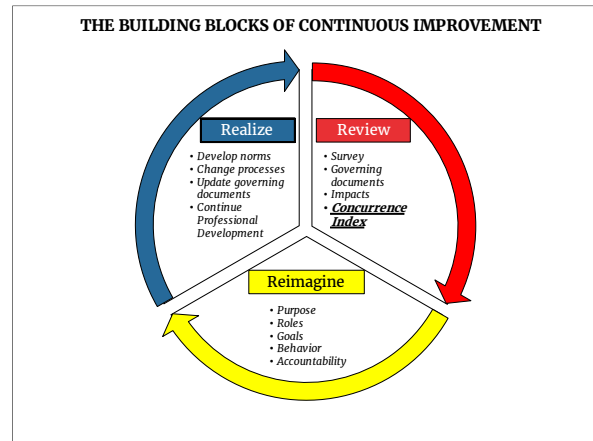 THE BUILDING BLOCKS OF CONTINUOUS IMPROVEMENT
Realize
• Develop norms
• Change processes
• Update governing
documents
• Continue
Professional
Development
Review
• Survey
• Governing
documents
• Impacts
• Concurrence
Index
Reimagine
• Purpose
• Roles
• Goals
• Behavior
• Accountability